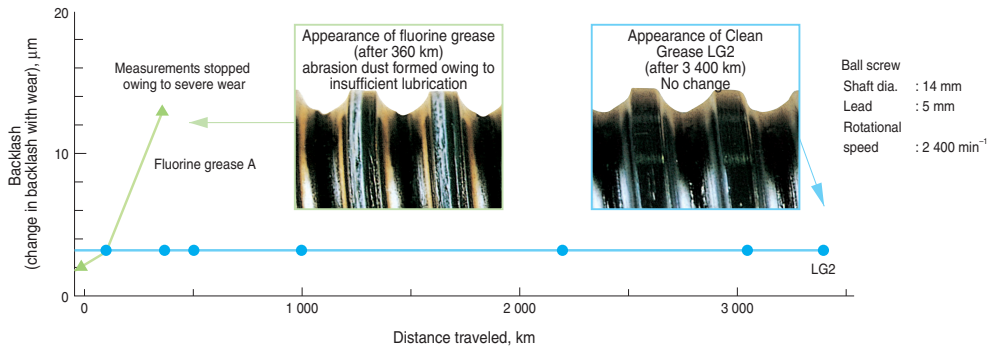 20
10
0
Backlash
(change in backlash with wear), μm
Measurements stopped
owing to severe wear
Fluorine grease A
Appearance of fluorine grease
(after 360 km)
abrasion dust formed owing to
insufficient lubrication
Appearance of Clean
Grease LG2
(after 3 400 km)
No change
Ball screw
Shaft dia. : 14 mm
Lead : 5 mm
Rotational
speed : 2 400 min⁻¹
LG2
0 1 000 2 000 3 000
Distance traveled, km